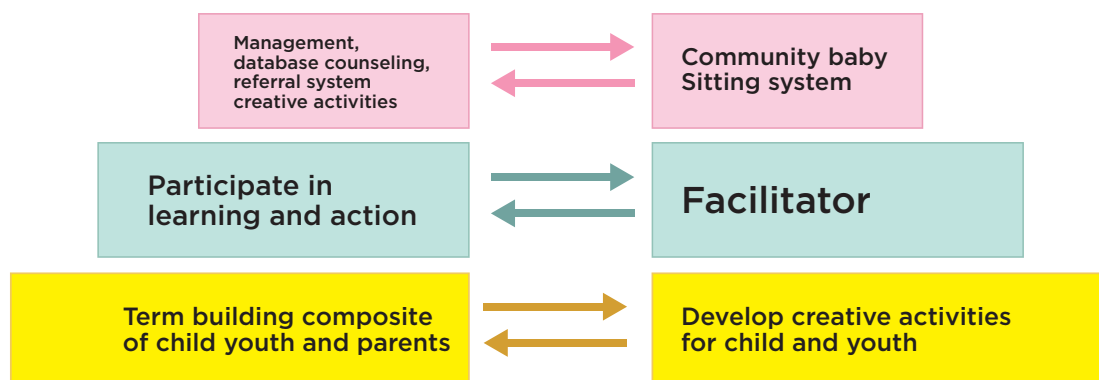 Management,
database counseling,
referral system
creative activities
Community baby
Sitting system
Participate in
learning and action
Facilitator
Term building composite
of child youth and parents
Develop creative activities
for child and youth